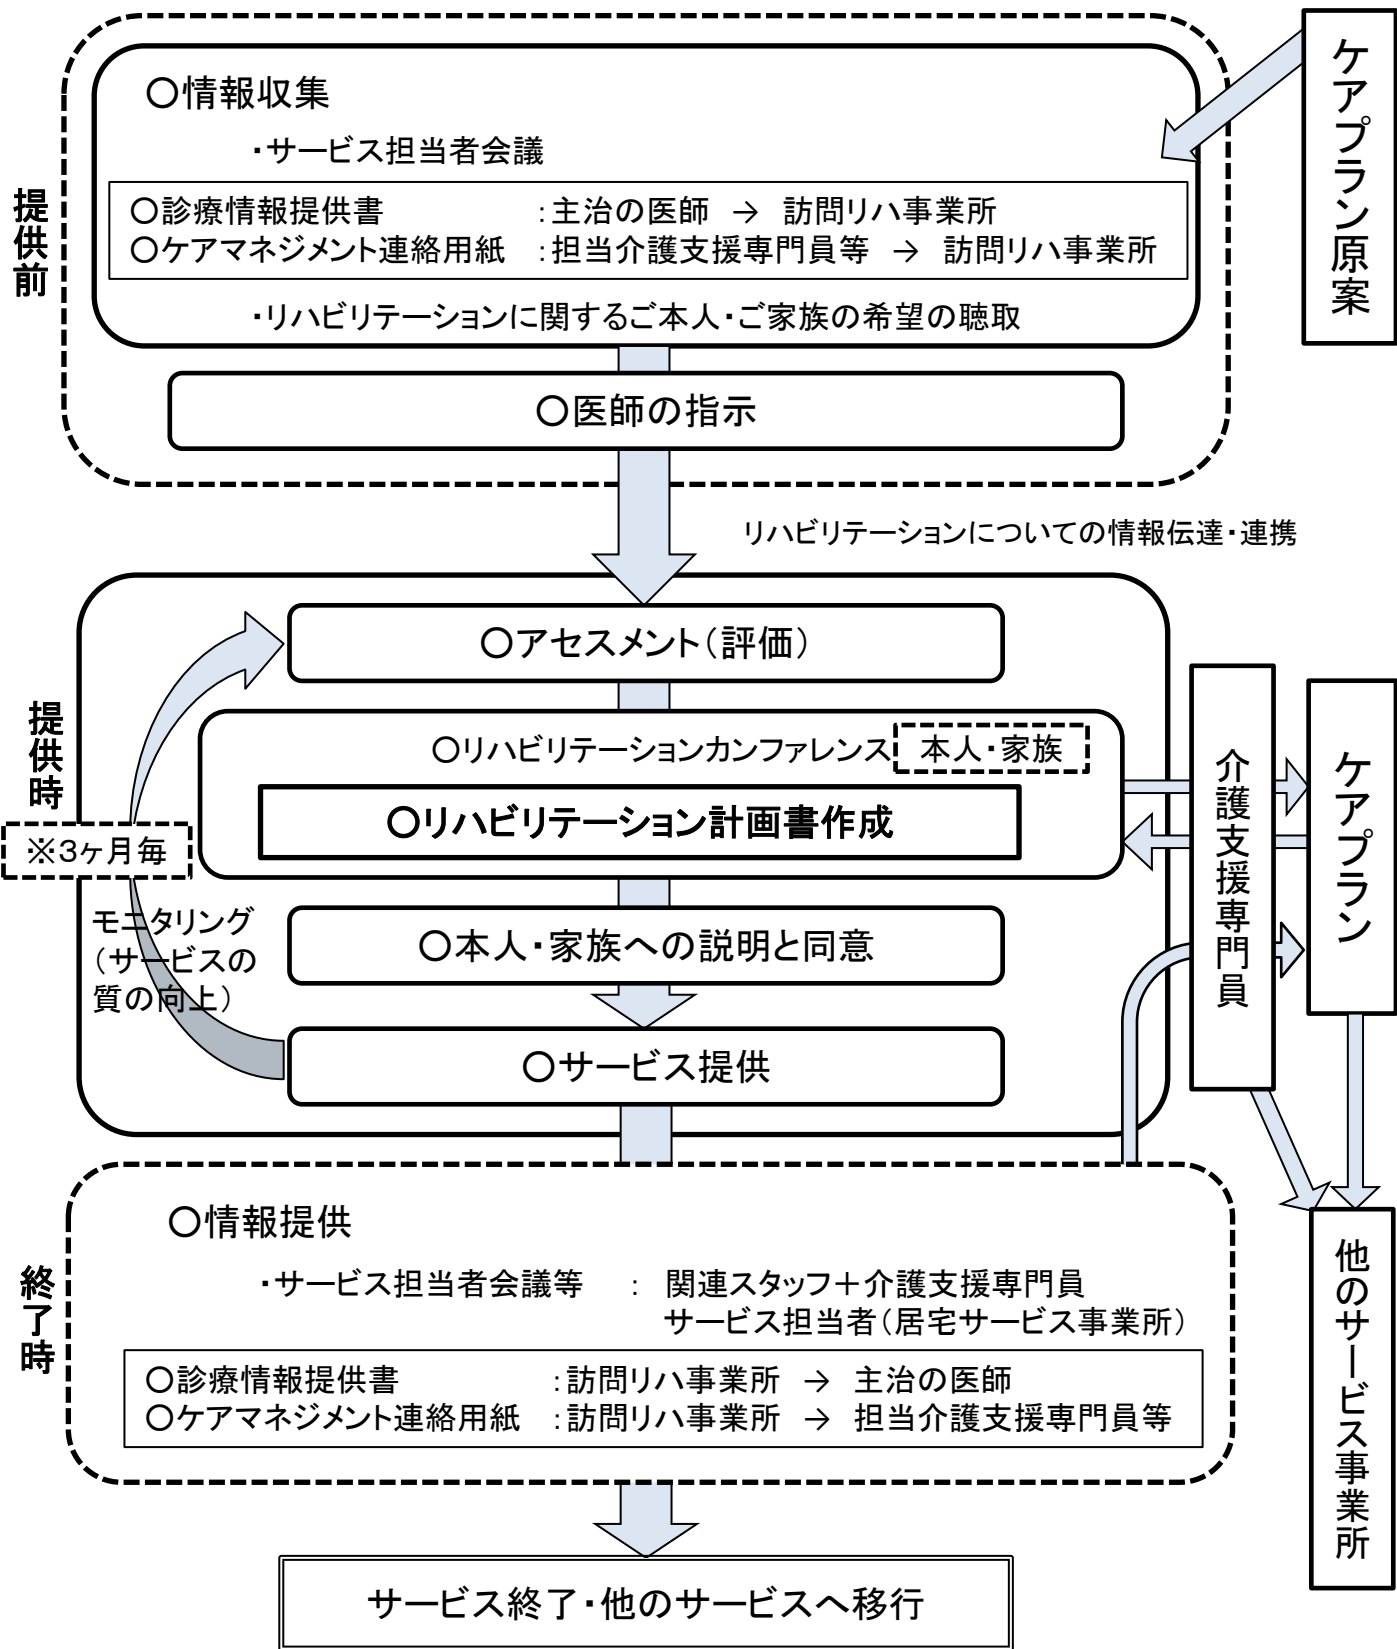 ケアプラン原案
提供前
〇情報収集
・サービス担当者会議
〇診療情報提供書　：主治の医師 → 訪問リハ事業所
〇ケアマネジメント連絡用紙　：担当介護支援専門員等 → 訪問リハ事業所
・リハビリテーションに関するご本人・ご家族の希望の聴取
〇医師の指示
リハビリテーションについての情報伝達・連携
提供時
〇アセスメント（評価）
〇リハビリテーションカンファレンス
本人・家族
〇リハビリテーション計画書作成
※3ヶ月毎
モニタリング
（サービスの
質の向上）
〇本人・家族への説明と同意
〇サービス提供
介護支援専門員
ケアプラン
他のサービス事業所
終了時
〇情報提供
・サービス担当者会議等　：　関連スタッフ＋介護支援専門員
サービス担当者（居宅サービス事業所）
〇診療情報提供書　：訪問リハ事業所 → 主治の医師
〇ケアマネジメント連絡用紙　：訪問リハ事業所 → 担当介護支援専門員等
サービス終了・他のサービスへ移行